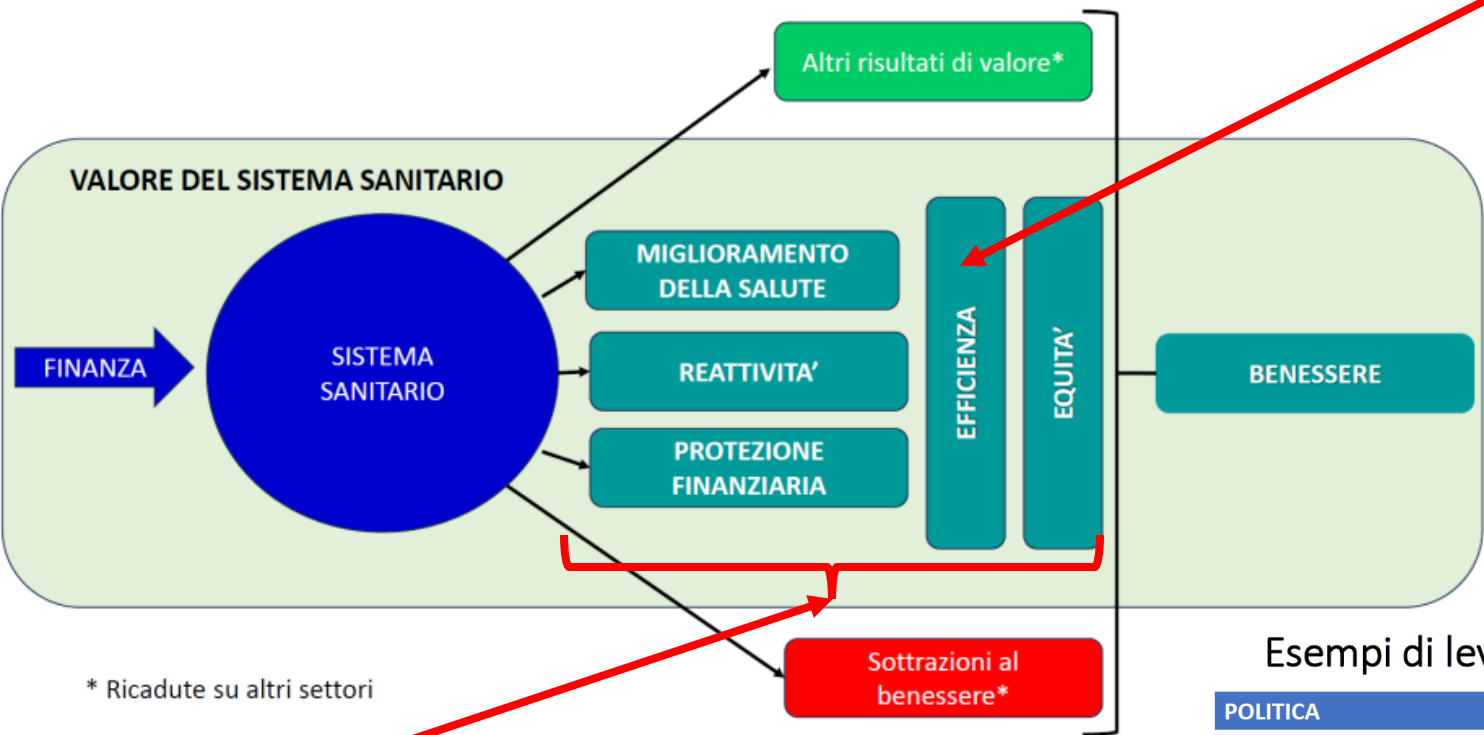 Altri risultati di valore*
VALORE DEL SISTEMA SANITARIO
FINANZA
SISTEMA
SANITARIO
MIGLIORAMENTO
DELLA SALUTE
REATTIVITA’
PROTEZIONE
FINANZIARIA
EFFICIENZA
EQUITA’
BENESSERE
Sottrazioni al
benessere*
* Ricadute su altri settori
Esempi di lev
POLITICA